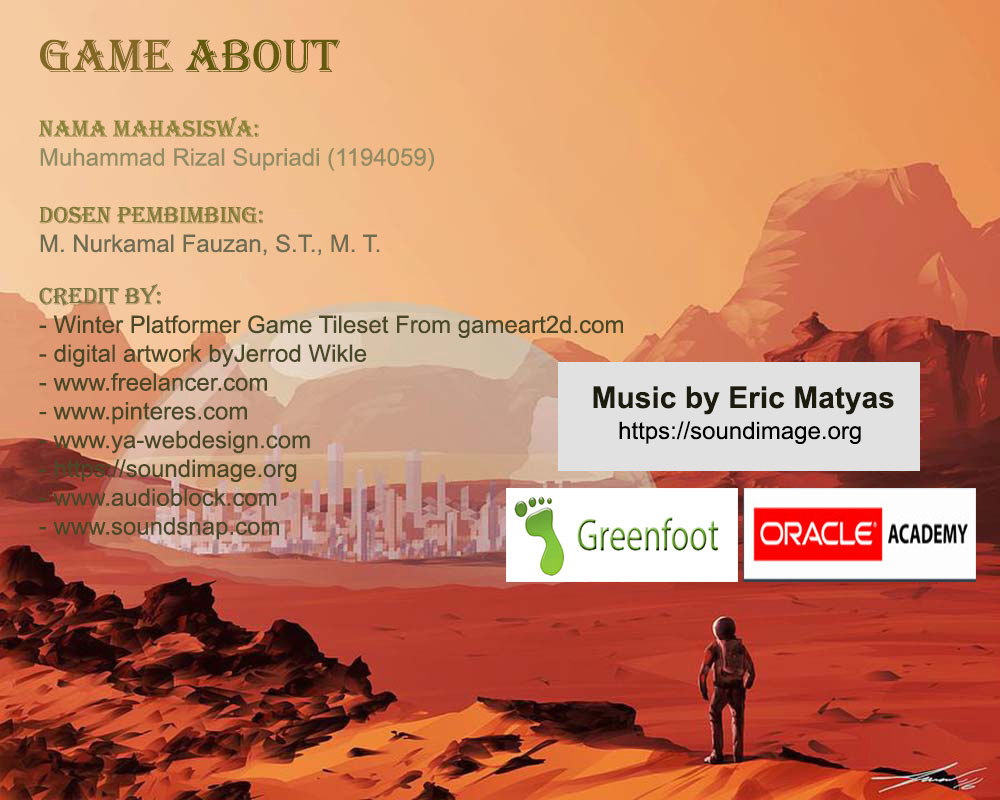 GAME ABOUT
NAMA MAHASISWA:
Muhammad Rizal Supriadi (1194059)
DOSEN PEMBIMBING:
M. Nurkamal Fauzan, S.T., M. T.
CREDIT BY:
- Winter Platformer Game Tileset From gameart2d.com
- digital artwork byJerrod Wikle
- www.freelancer.com
- www.pinteres.com
- www.ya-webdesign.com
- https://soundimage.org
- www.audioblock.com
- www.soundsnap.com
Music by Eric Matyas
https://soundimage.org
Greenfoot
ORACLE® ACADEMY